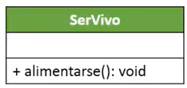 SerVivo
+ alimentarse(): void